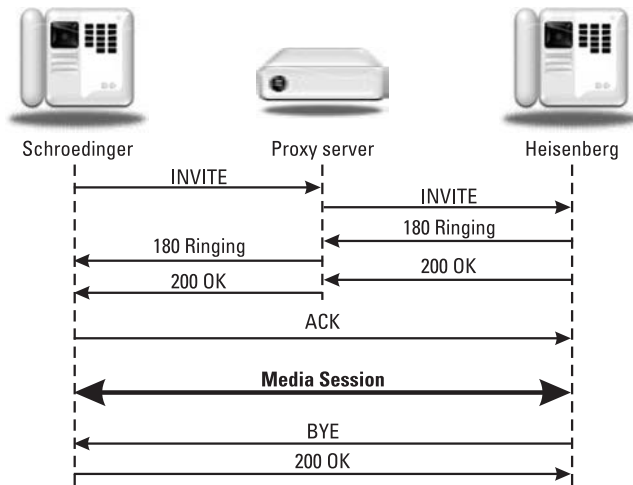 Schroedinger
Proxy server
Heisenberg
INVITE
INVITE
180 Ringing
180 Ringing
200 OK
200 OK
ACK
Media Session
BYE
200 OK